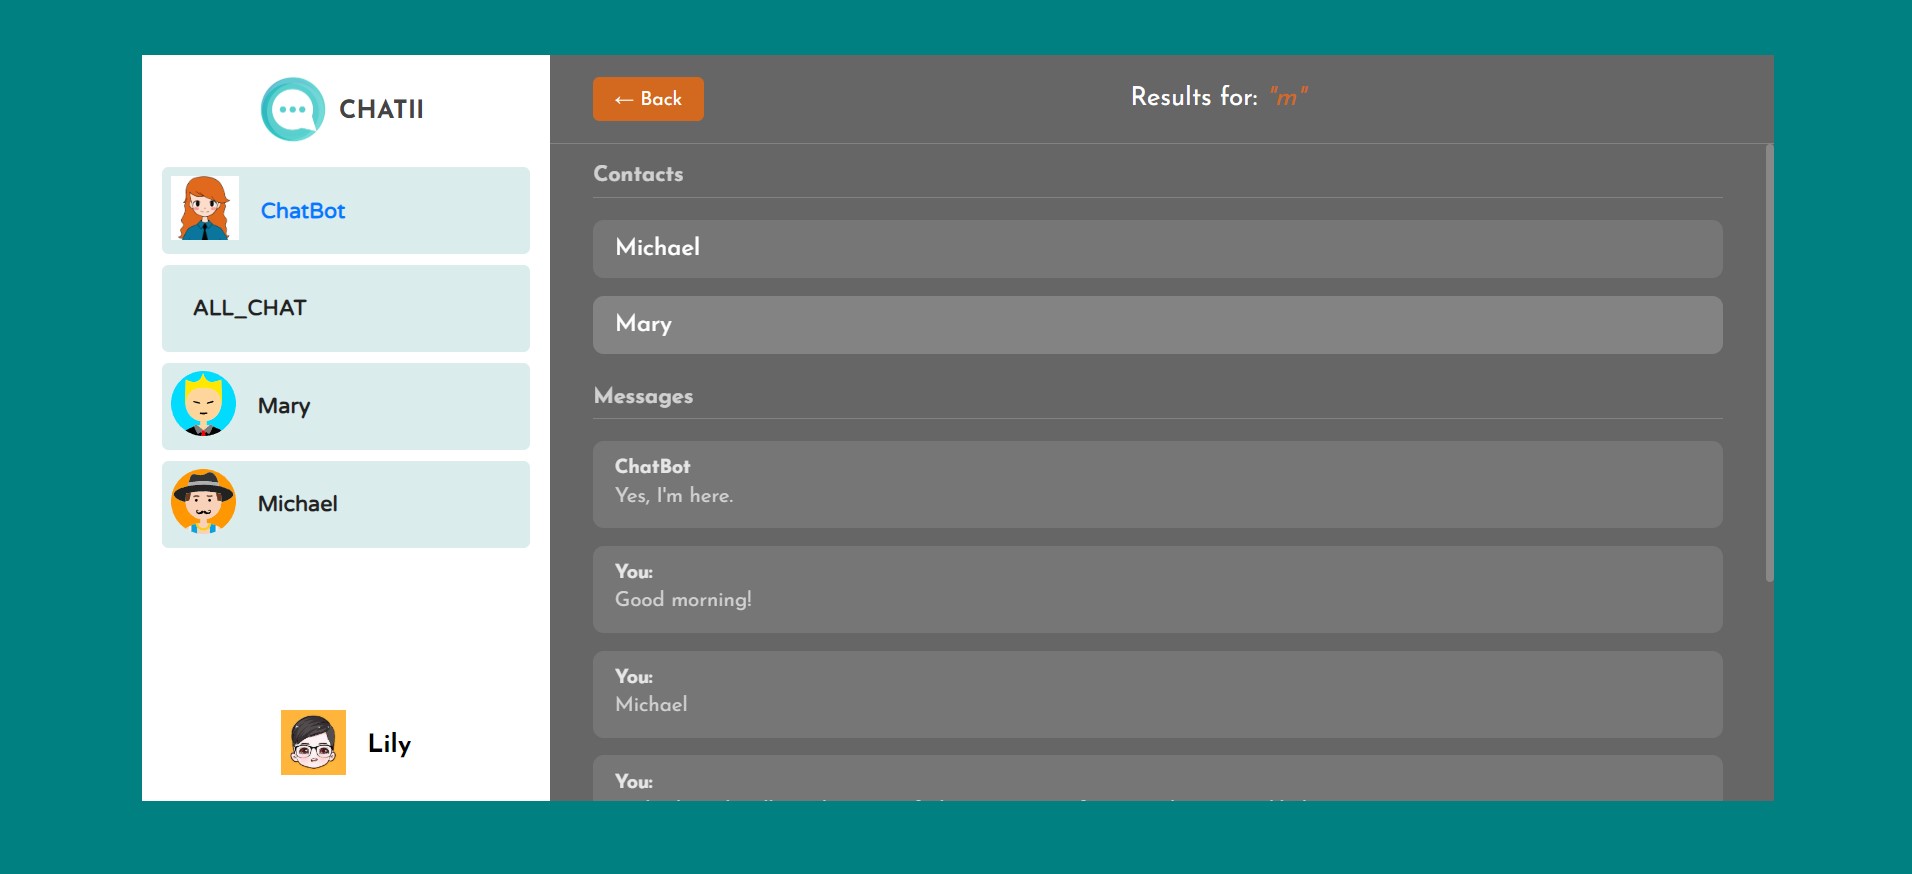 CHATII
ChatBot
ALL_CHAT
Mary
Michael
Lily
← Back
Results for: "m"
Contacts
Michael
Mary
Messages
ChatBot
Yes, I'm here.
You:
Good morning!
You:
Michael
You: